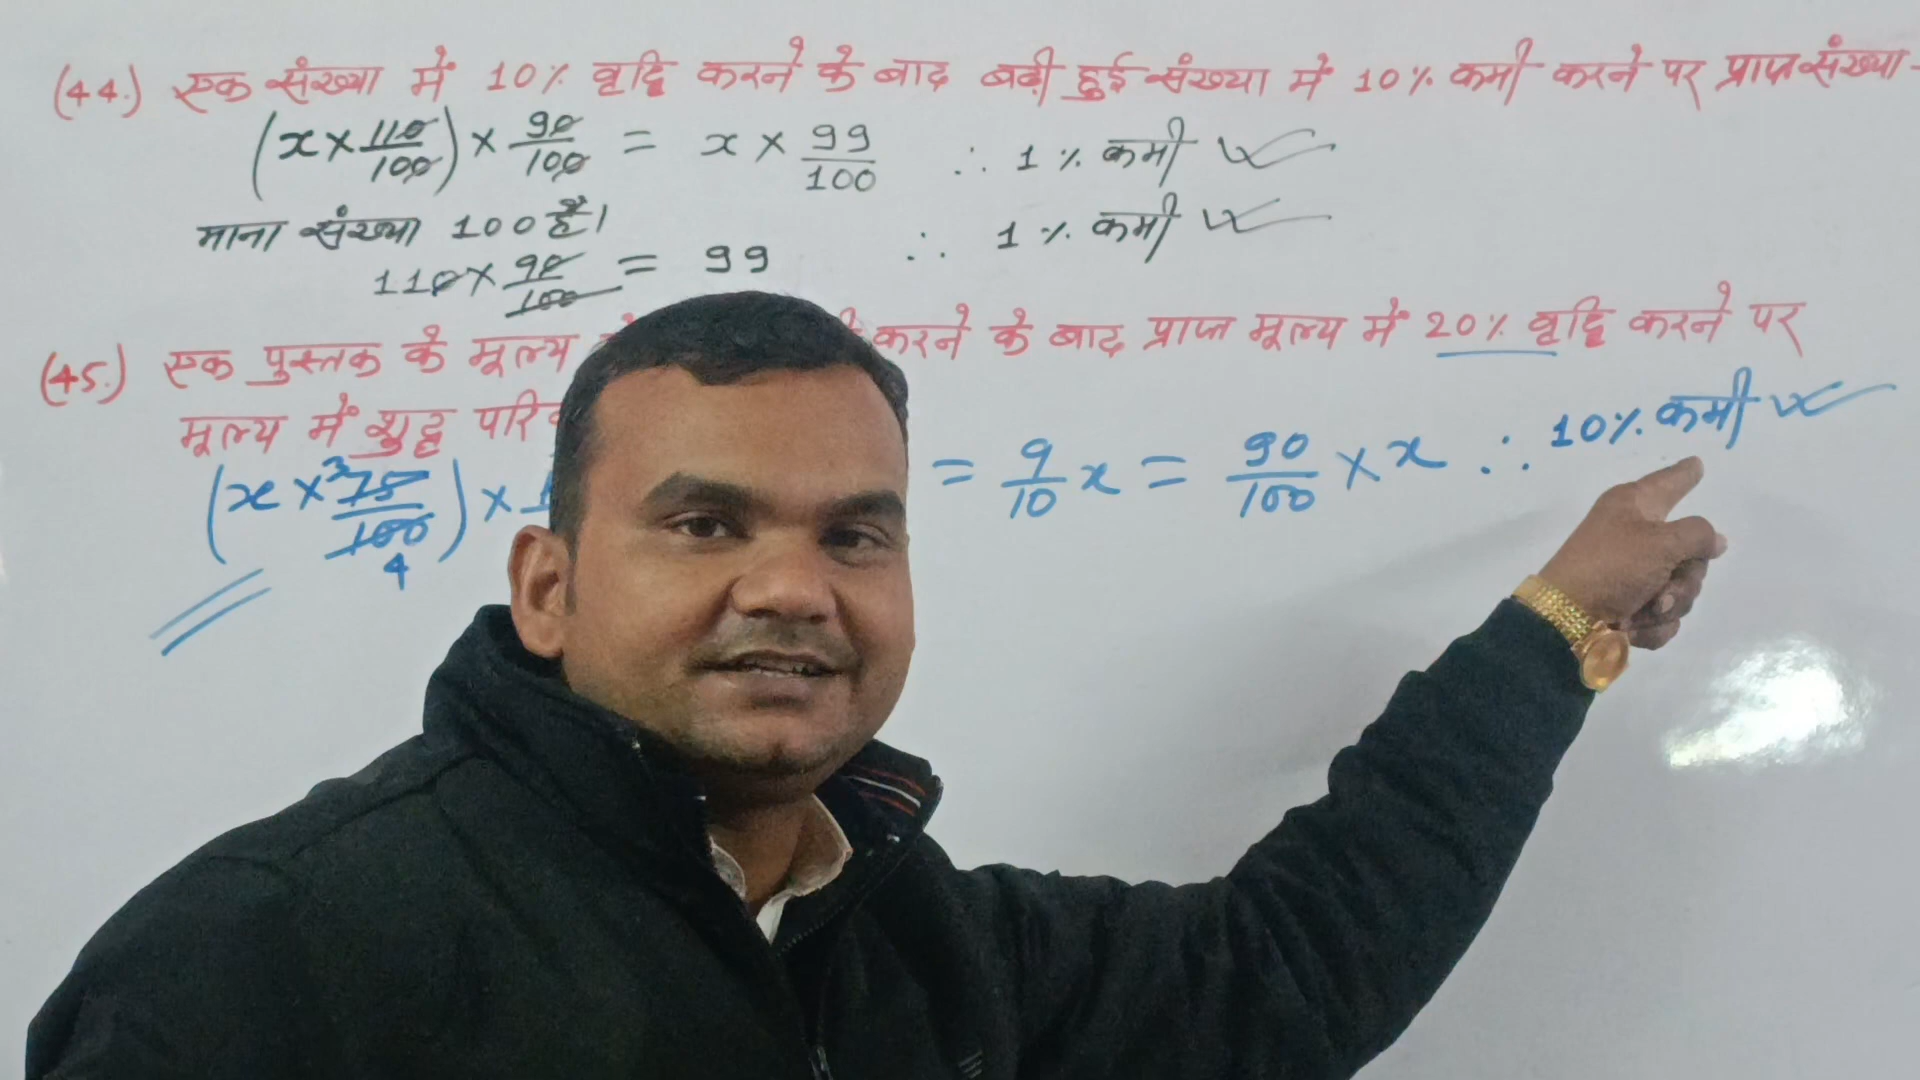 (44.) एक संख्या में 10% वृद्धि करने के बाद बढ़ी हुई संख्या में 10% कमी करने पर प्राप्त संख्या -
(x × 110/100) × 90/100 = x × 99/100 ∴ 1% कमी
माना संख्या 100 है। ∴ 1% कमी
110 × 90/100 = 99
(45.) एक पुस्तक के मूल्य करने के बाद प्राप्त मूल्य में 20% वृद्धि करने पर
मूल्य में शुद्ध
(x × 75/100) × = 9/10 x = 90/100 × x ∴ 10% कमी
3
4